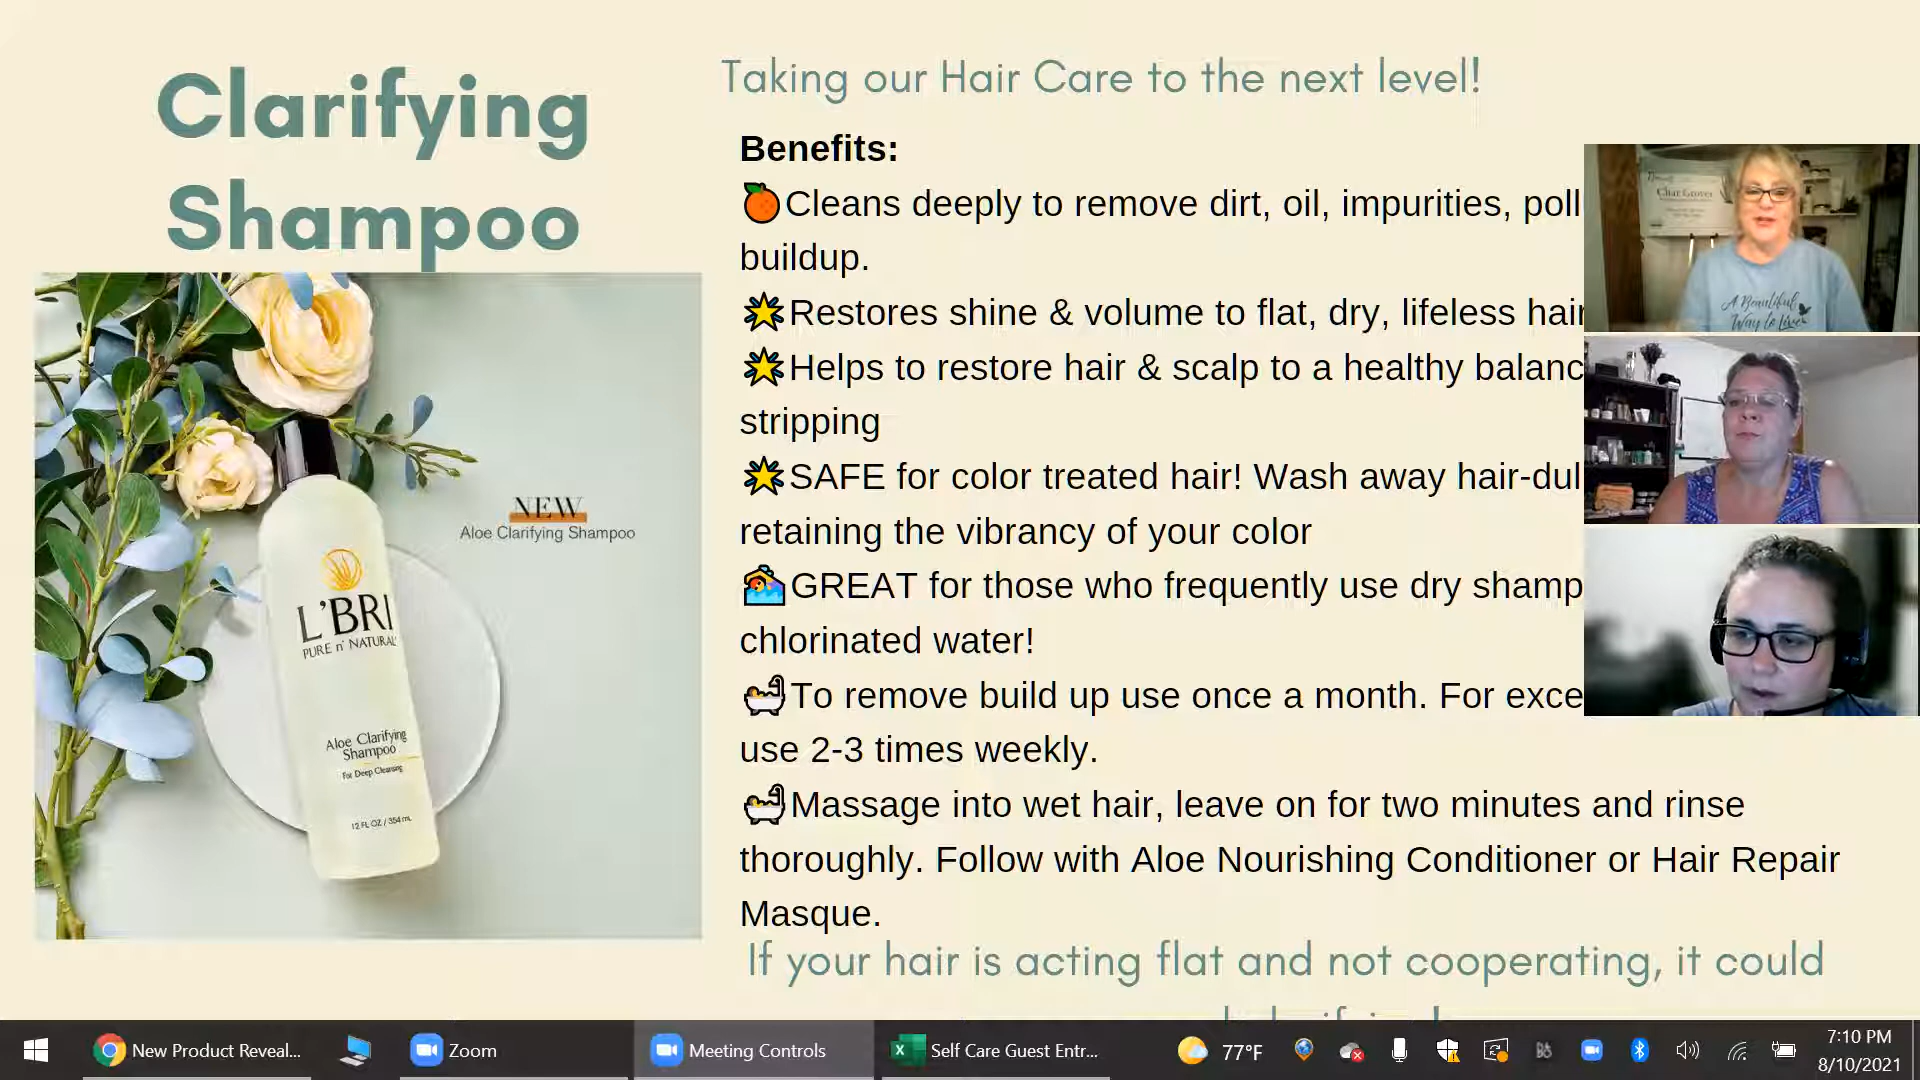 Clarifying
Shampoo
NEW
Aloe Clarifying Shampoo
L'BRI
PURE n' NATURAL
Aloe Clarifying
Shampoo
For Deep Cleansing
12 FL OZ / 354 mL
Taking our Hair Care to the next level!
Benefits:
Cleans deeply to remove dirt, oil, impurities, poll
buildup.
Restores shine & volume to flat, dry, lifeless hair
Helps to restore hair & scalp to a healthy balanc
stripping
SAFE for color treated hair! Wash away hair-dul
retaining the vibrancy of your color
GREAT for those who frequently use dry shamp
chlorinated water!
To remove build up use once a month. For exce
use 2-3 times weekly.
Massage into wet hair, leave on for two minutes and rinse
thoroughly. Follow with Aloe Nourishing Conditioner or Hair Repair
Masque.
If your hair is acting flat and not cooperating, it could
Char Grover
A Beautiful
Way to Live
New Product Reveal...
Zoom
Meeting Controls
Self Care Guest Entr...
77°F
7:10 PM
8/10/2021